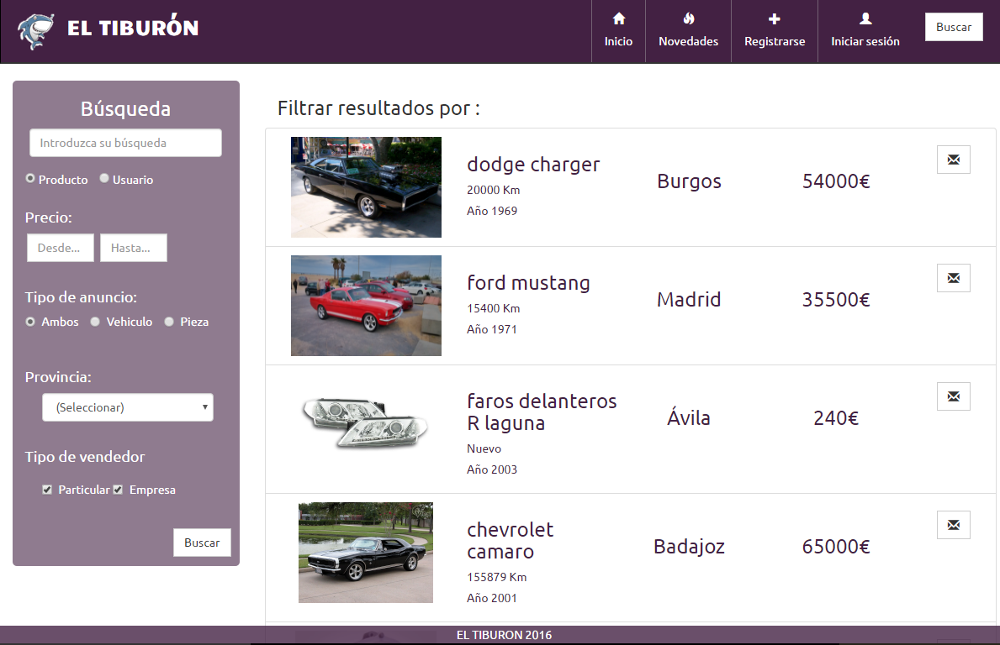 EL TIBURÓN
Inicio
Novedades
Registrarse
Iniciar sesión
Buscar
Búsqueda
Introduzca su búsqueda
Producto Usuario
Precio:
Desde... Hasta...
Tipo de anuncio:
Ambos Vehiculo Pieza
Provincia:
(Seleccionar)
Tipo de vendedor
Particular Empresa
Buscar
Filtrar resultados por :
dodge charger
20000 Km
Año 1969
Burgos
54000€
ford mustang
15400 Km
Año 1971
Madrid
35500€
faros delanteros
R laguna
Nuevo
Año 2003
Ávila
240€
chevrolet
camaro
155879 Km
Año 2001
Badajoz
65000€
EL TIBURON 2016